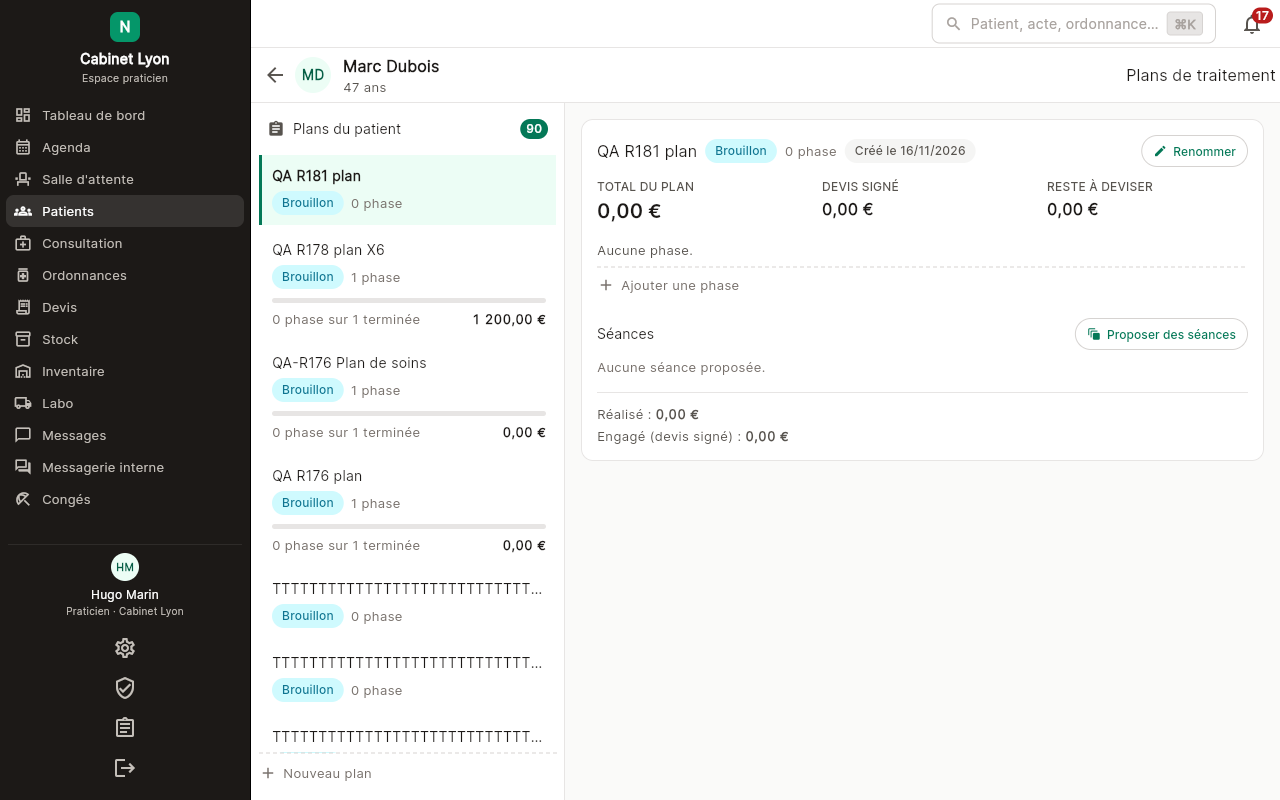 N
Cabinet Lyon
Espace praticien
Tableau de bord
Agenda
Salle d'attente
Patients
Consultation
Ordonnances
Devis
Stock
Inventaire
Labo
Messages
Messagerie interne
Congés
HM
Hugo Marin
Praticien · Cabinet Lyon
Patient, acte, ordonnance... ⌘K
17
MD
Marc Dubois
47 ans
Plans de traitement
Plans du patient 90
QA R181 plan
Brouillon 0 phase
QA R178 plan X6
Brouillon 1 phase
0 phase sur 1 terminée 1 200,00 €
QA-R176 Plan de soins
Brouillon 1 phase
0 phase sur 1 terminée 0,00 €
QA R176 plan
Brouillon 1 phase
0 phase sur 1 terminée 0,00 €
TTTTTTTTTTTTTTTTTTTTTTTTTTTT...
Brouillon 0 phase
TTTTTTTTTTTTTTTTTTTTTTTTTTTT...
Brouillon 0 phase
TTTTTTTTTTTTTTTTTTTTTTTTTTTT...
Nouveau plan
QA R181 plan Brouillon 0 phase Créé le 16/11/2026 Renommer
TOTAL DU PLAN DEVIS SIGNÉ RESTE À DEVISER
0,00 € 0,00 € 0,00 €
Aucune phase.
Ajouter une phase
Séances Proposer des séances
Aucune séance proposée.
Réalisé : 0,00 €
Engagé (devis signé) : 0,00 €